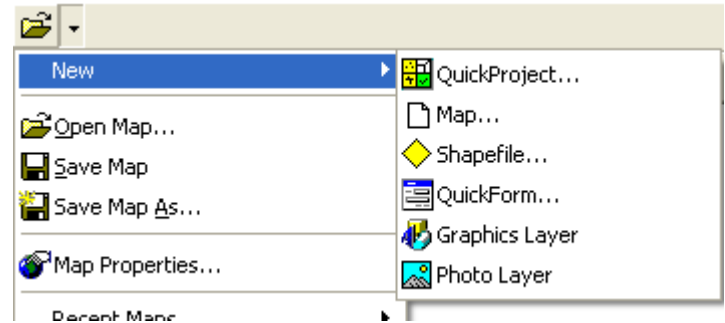 New
Open Map...
Save Map
Save Map As...
Map Properties...
Recent Maps
QuickProject...
Map...
Shapefile...
QuickForm...
Graphics Layer
Photo Layer